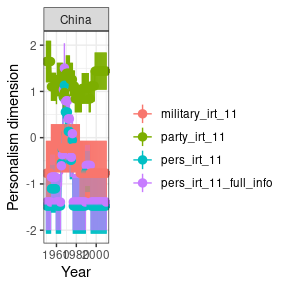 China
Personalism dimension
2
1
0
-1
-2
1960
1980
2000
Year
military_irt_11
party_irt_11
pers_irt_11
pers_irt_11_full_info